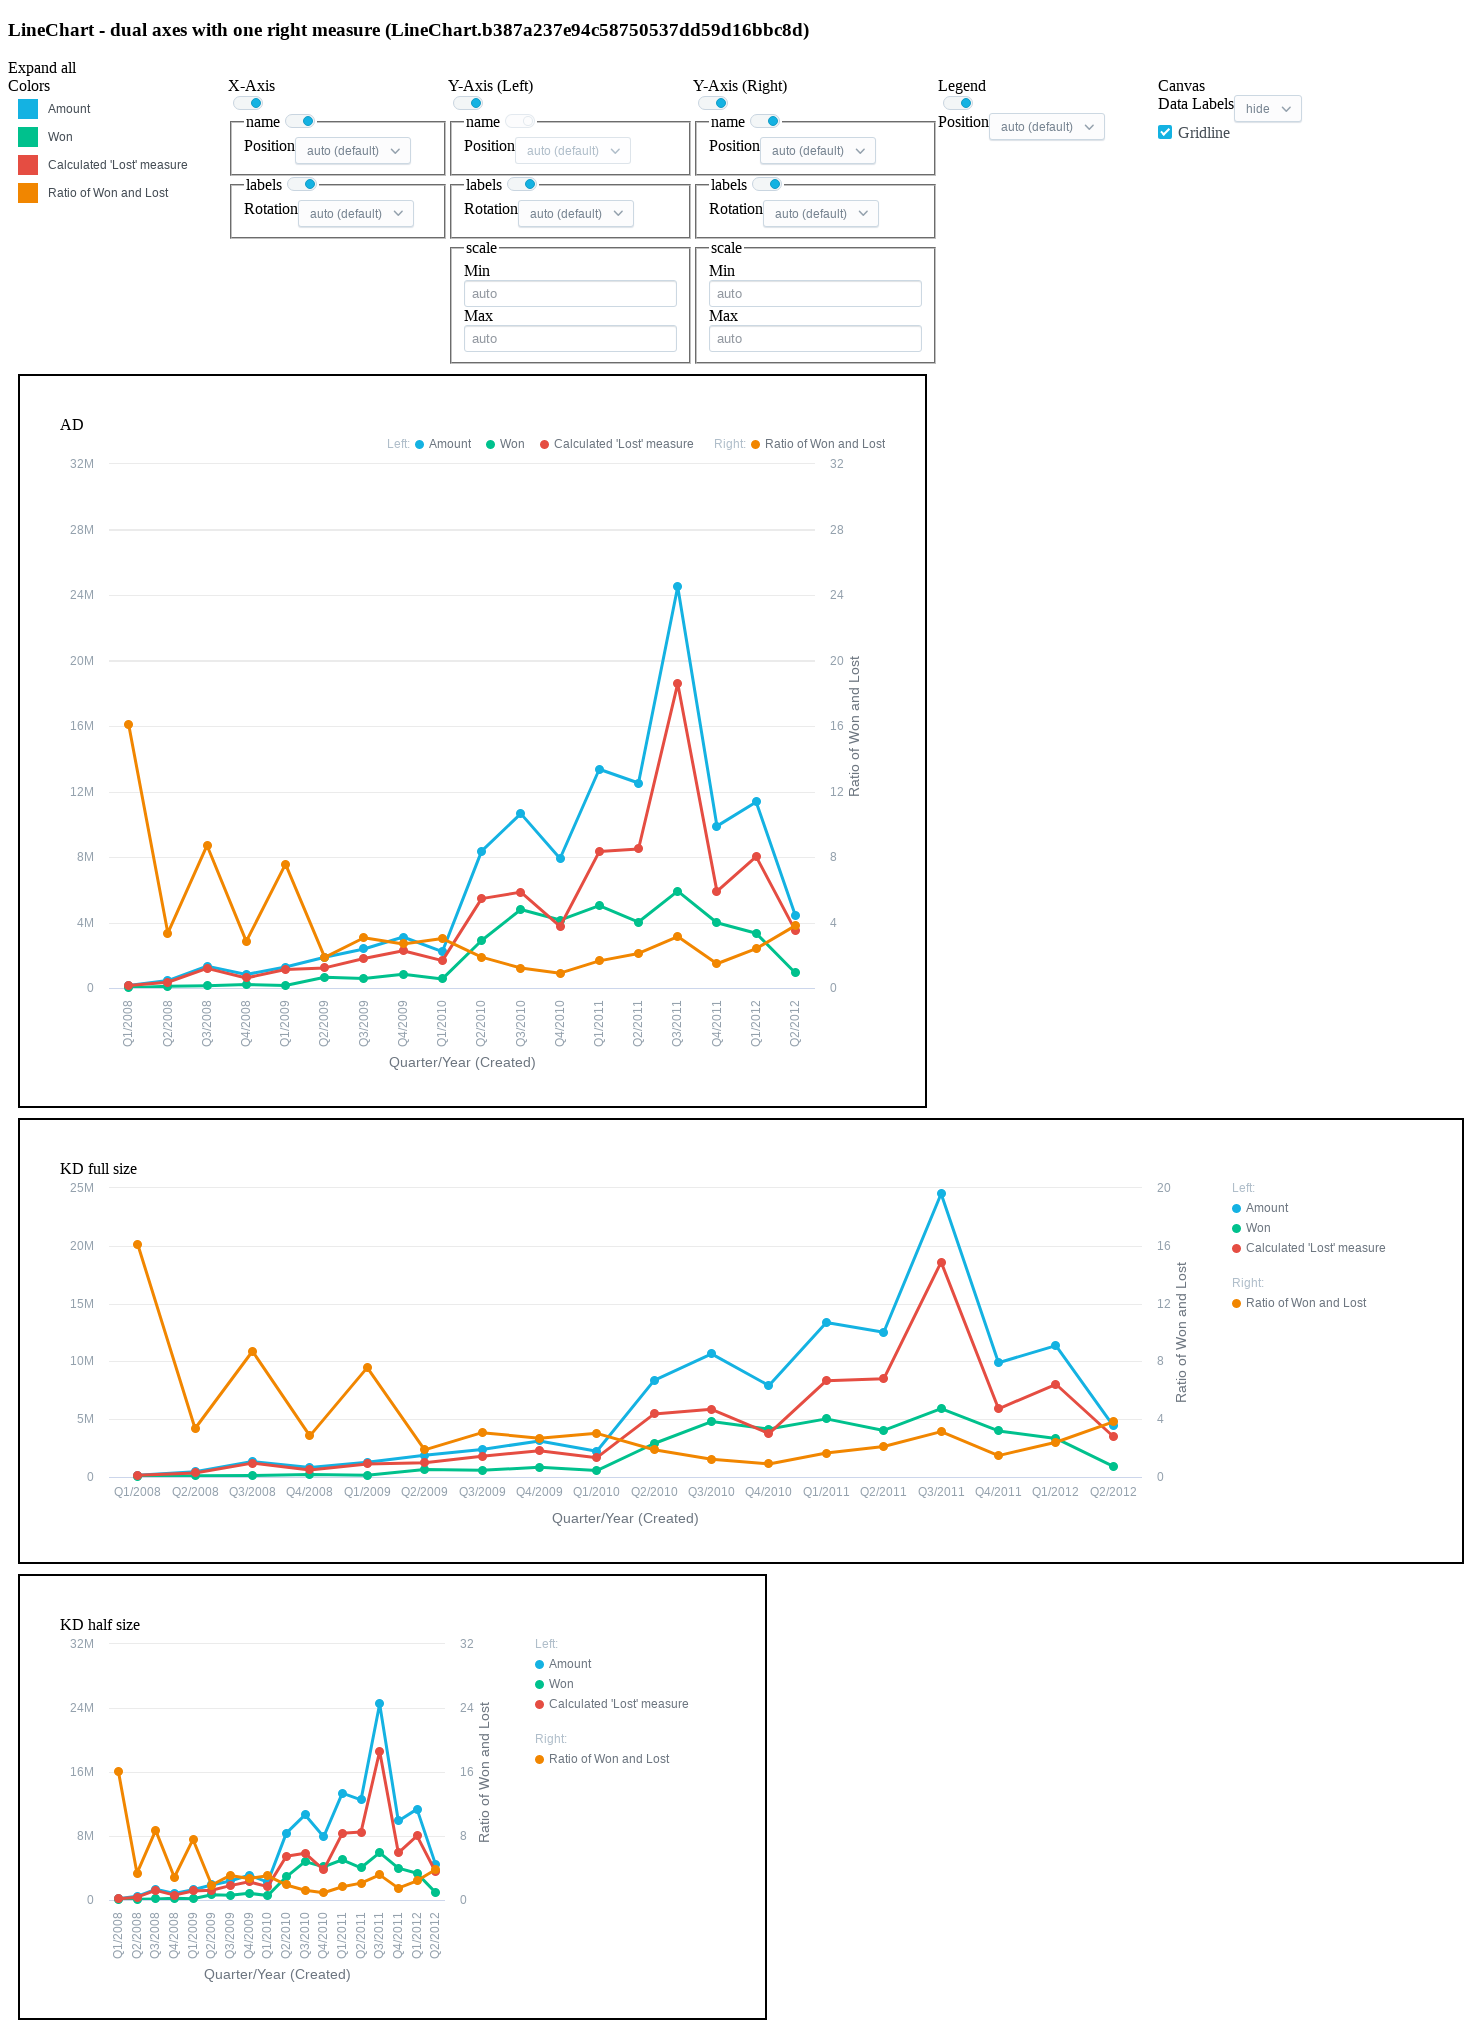 LineChart - dual axes with one right measure (LineChart.b387a237e94c58750537dd59d16bbc8d)
Expand all
Colors
Amount
Won
Calculated 'Lost' measure
Ratio of Won and Lost
X-Axis
name
Position auto (default)
labels
Rotation auto (default)
Y-Axis (Left)
name
Position auto (default)
labels
Rotation auto (default)
scale
Min
auto
Max
auto
Y-Axis (Right)
name
Position auto (default)
labels
Rotation auto (default)
scale
Min
auto
Max
auto
Legend
Position auto (default)
Canvas
Data Labels hide
Gridline
AD
Left: Amount Won Calculated 'Lost' measure Right: Ratio of Won and Lost
32M 32
28M 28
24M 24
20M 20
16M 16
12M 12
8M 8
4M 4
0 0
Ratio of Won and Lost
Q1/2008 Q2/2008 Q3/2008 Q4/2008 Q1/2009 Q2/2009 Q3/2009 Q4/2009 Q1/2010 Q2/2010 Q3/2010 Q4/2010 Q1/2011 Q2/2011 Q3/2011 Q4/2011 Q1/2012 Q2/2012
Quarter/Year (Created)
KD full size
25M 20
20M 16
15M 12
10M 8
5M 4
0 0
Ratio of Won and Lost
Q1/2008 Q2/2008 Q3/2008 Q4/2008 Q1/2009 Q2/2009 Q3/2009 Q4/2009 Q1/2010 Q2/2010 Q3/2010 Q4/2010 Q1/2011 Q2/2011 Q3/2011 Q4/2011 Q1/2012 Q2/2012
Quarter/Year (Created)
Left:
Amount
Won
Calculated 'Lost' measure
Right:
Ratio of Won and Lost
KD half size
32M 32
24M 24
16M 16
8M 8
0 0
Ratio of Won and Lost
Q1/2008 Q2/2008 Q3/2008 Q4/2008 Q1/2009 Q2/2009 Q3/2009 Q4/2009 Q1/2010 Q2/2010 Q3/2010 Q4/2010 Q1/2011 Q2/2011 Q3/2011 Q4/2011 Q1/2012 Q2/2012
Quarter/Year (Created)
Left:
Amount
Won
Calculated 'Lost' measure
Right:
Ratio of Won and Lost